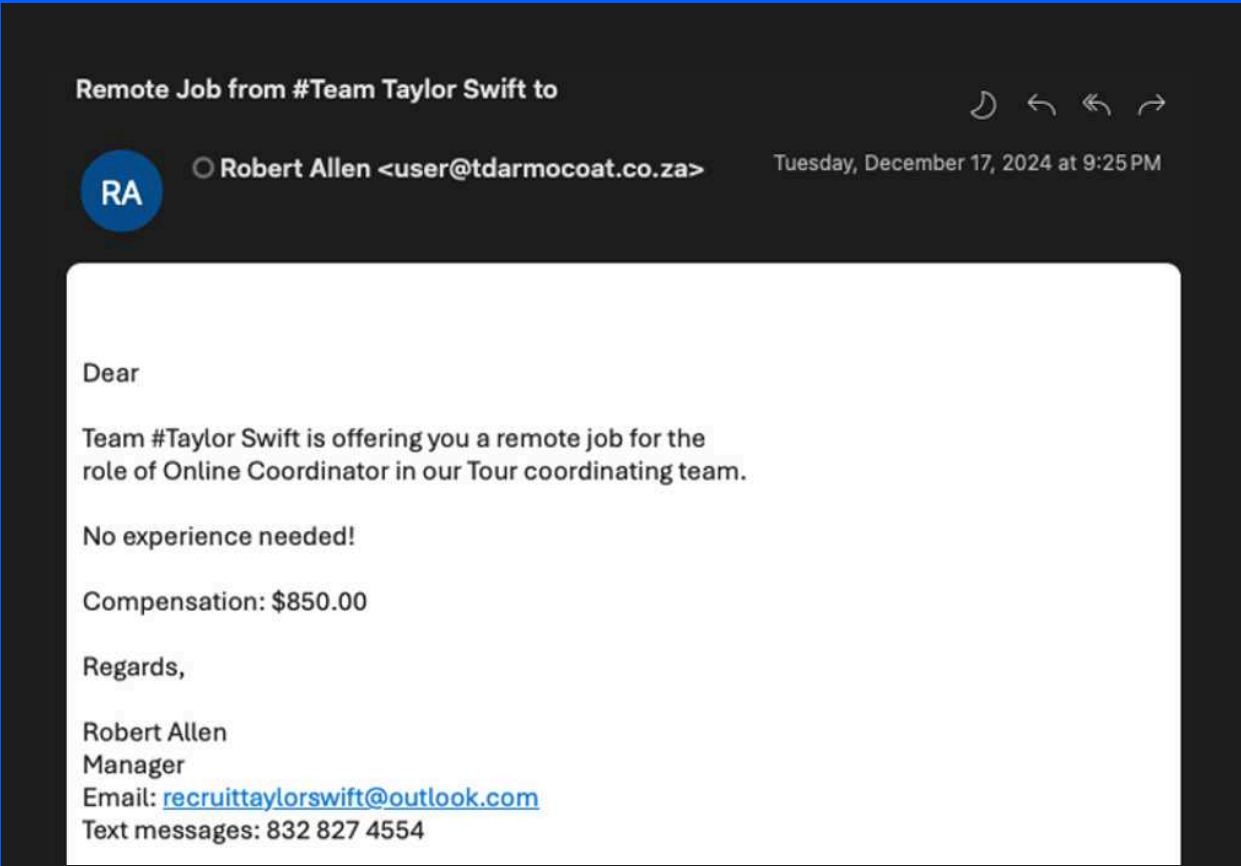 Remote Job from #Team Taylor Swift to
RA
Robert Allen <user@tdarmocoat.co.za>
Tuesday, December 17, 2024 at 9:25 PM
Dear
Team #Taylor Swift is offering you a remote job for the
role of Online Coordinator in our Tour coordinating team.
No experience needed!
Compensation: $850.00
Regards,
Robert Allen
Manager
Email: recruittaylorswift@outlook.com
Text messages: 832 827 4554